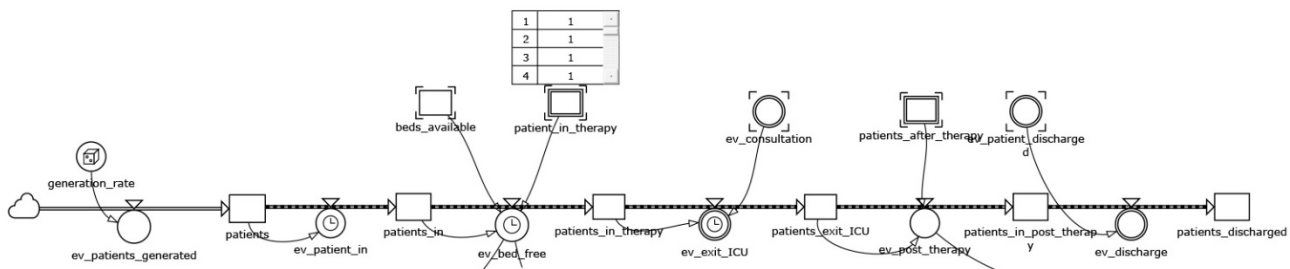 1 1
2 1
3 1
4 1
beds_available
patient_in_therapy
ev_consultation
patients_after_therapy
ev_patient_discharge
d
generation_rate
patients
ev_patients_generated
ev_patient_in
patients_in
ev_bed_free
patients_in_therapy
ev_exit_ICU
patients_exit_ICU
ev_post_therapy
patients_in_post_therap
y
ev_discharge
patients_discharged